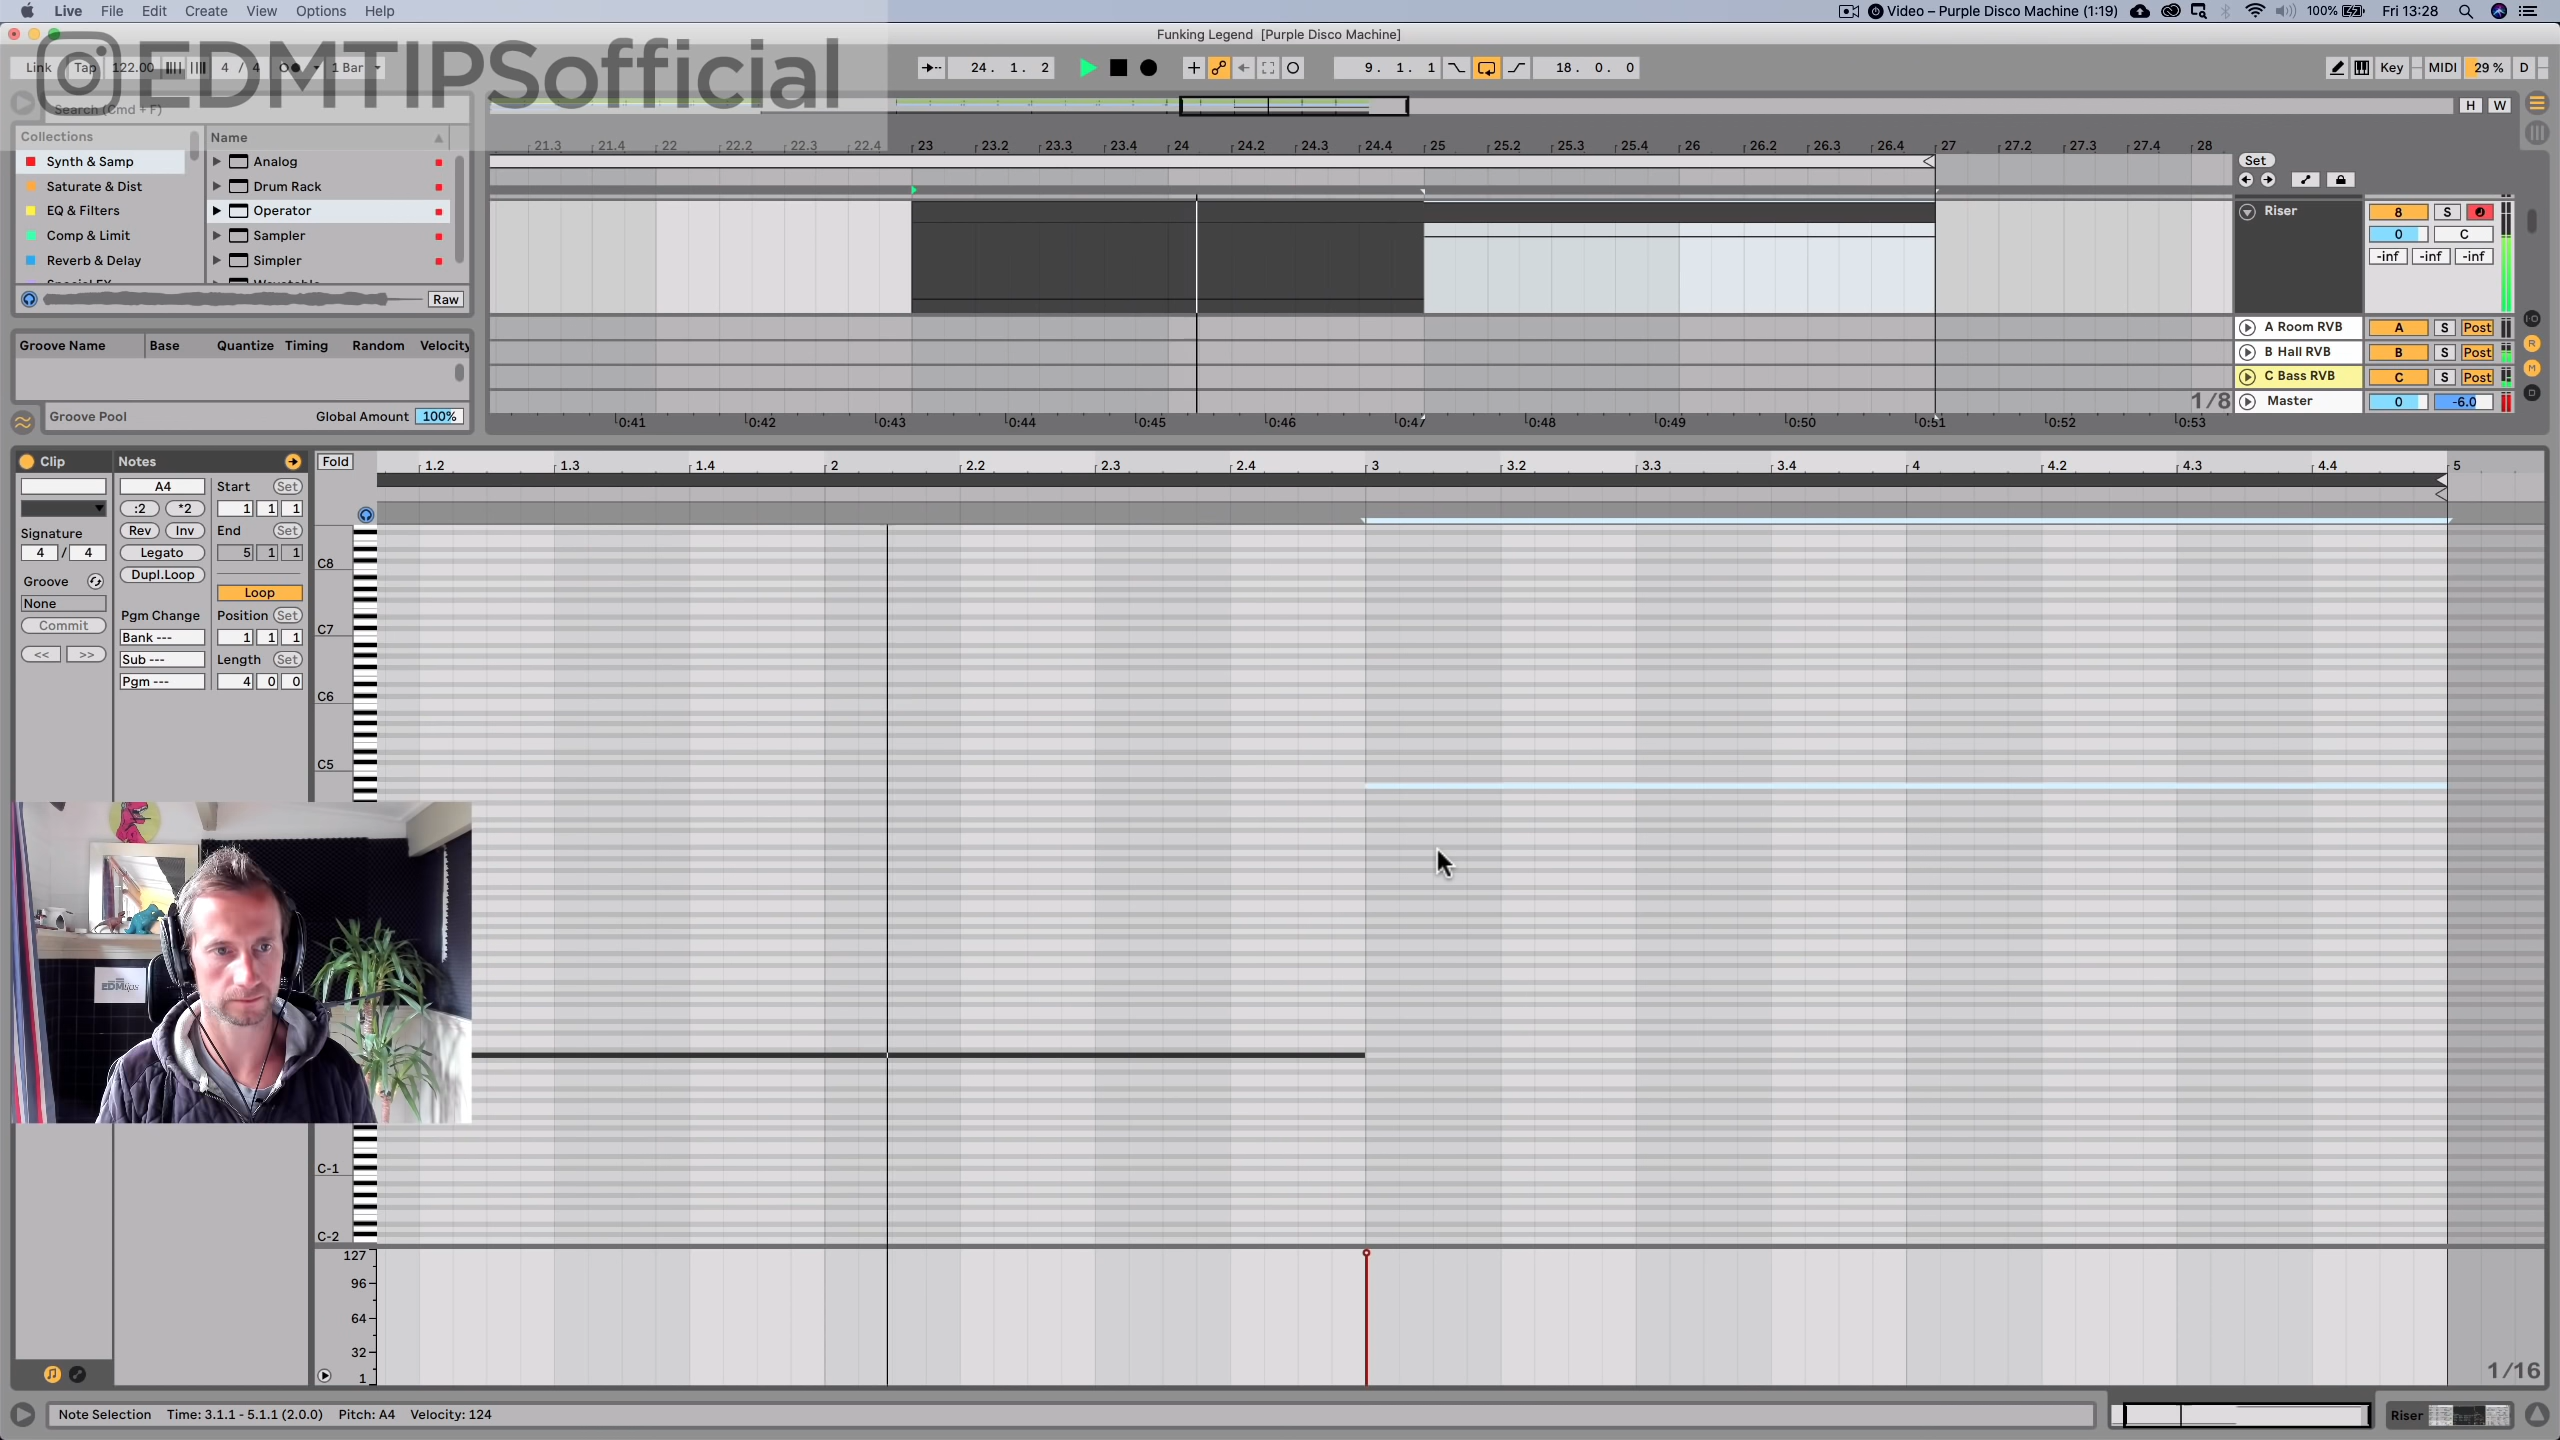 Live File Edit Create View Options Help
Video – Purple Disco Machine (1:19) 100% Fri 13:28
Funking Legend [Purple Disco Machine]
EDMTIPSofficial
Link Tap 122.00 4 / 4 1 Bar 24. 1. 2 9. 1. 1 18. 0. 0 Key MIDI 29 % D
Search (Cmd + F)
H W
Collections Name
21.3 21.4 22 22.2 22.3 22.4 23 23.2 23.3 23.4 24 24.2 24.3 24.4 25 25.2 25.3 25.4 26 26.2 26.3 26.4 27 27.2 27.3 27.4 28
Set
Synth & Samp Analog
Saturate & Dist Drum Rack
EQ & Filters Operator
Comp & Limit Sampler
Reverb & Delay Simpler
Special FX Wavetable
Raw
Riser 8 S
0 C
-inf -inf -inf
A Room RVB A S Post
B Hall RVB B S Post
C Bass RVB C S Post
1/8 Master 0 -6.0
Groove Name Base Quantize Timing Random Velocity
Groove Pool Global Amount 100%
0:41 0:42 0:43 0:44 0:45 0:46 0:47 0:48 0:49 0:50 0:51 0:52 0:53
Clip Notes Fold
1.2 1.3 1.4 2 2.2 2.3 2.4 3 3.2 3.3 3.4 4 4.2 4.3 4.4 5
A4 Start Set
:2 *2 1 1 1
Signature Rev Inv End Set
4 / 4 Legato 5 1 1
Groove Dupl.Loop
None Loop
Commit Pgm Change Position Set
Bank --- 1 1 1
<< >> Sub --- Length Set
Pgm --- 4 0 0
C8
C7
C6
C5
EDMtips
C-1
C-2
127
96
64
32
1
1/16
Note Selection Time: 3.1.1 - 5.1.1 (2.0.0) Pitch: A4 Velocity: 124
Riser